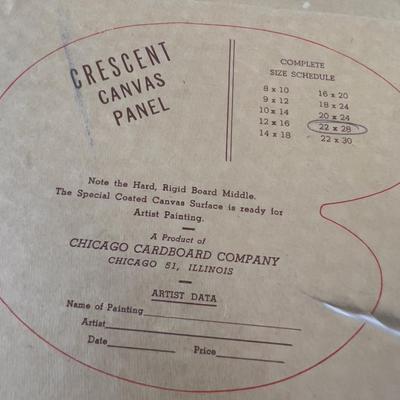 CRESCENT
CANVAS
PANEL
COMPLETE
SIZE SCHEDULE
8 x 10
9 x 12
10 x 14
12 x 16
14 x 18
16 x 20
18 x 24
20 x 24
22 x 28
22 x 30
Note the Hard, Rigid Board Middle.
The Special Coated Canvas Surface is ready for
Artist Painting.
A Product of
CHICAGO CARDBOARD COMPANY
CHICAGO 51, ILLINOIS
ARTIST DATA
Name of Painting
Artist
Date Price